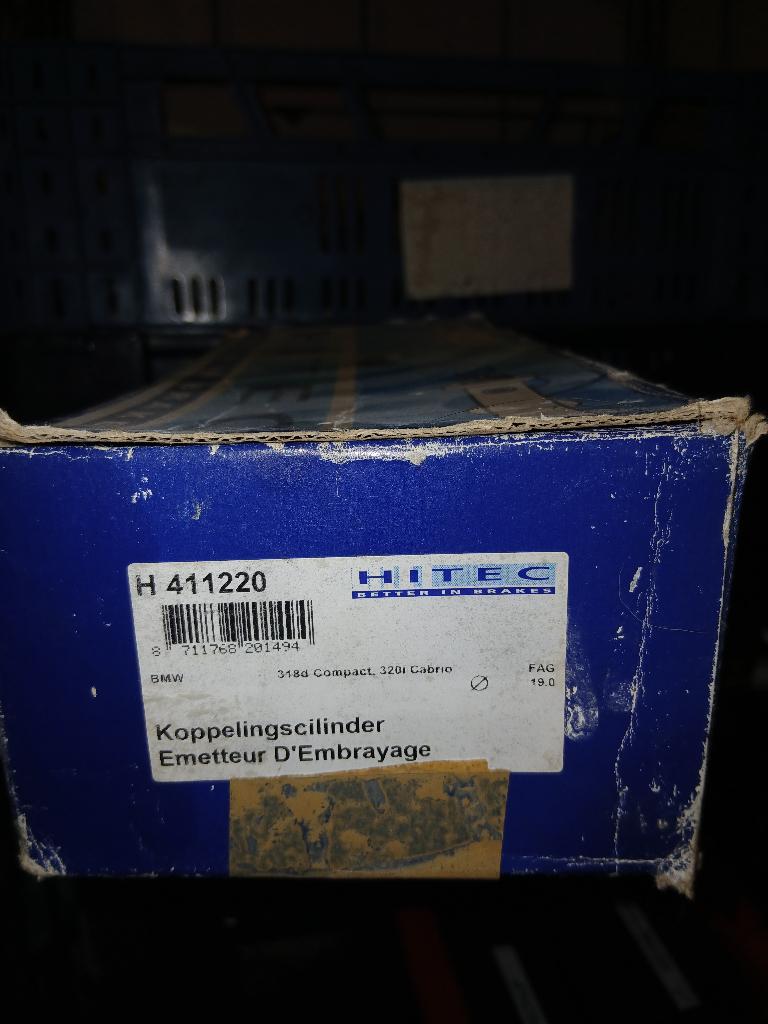 H 411220
HITEC
BETTER IN BRAKES
8 711768 201494
BMW 318d Compact, 320i Cabrio FAG
Ø 19.0
Koppelingscilinder
Emetteur D'Embrayage